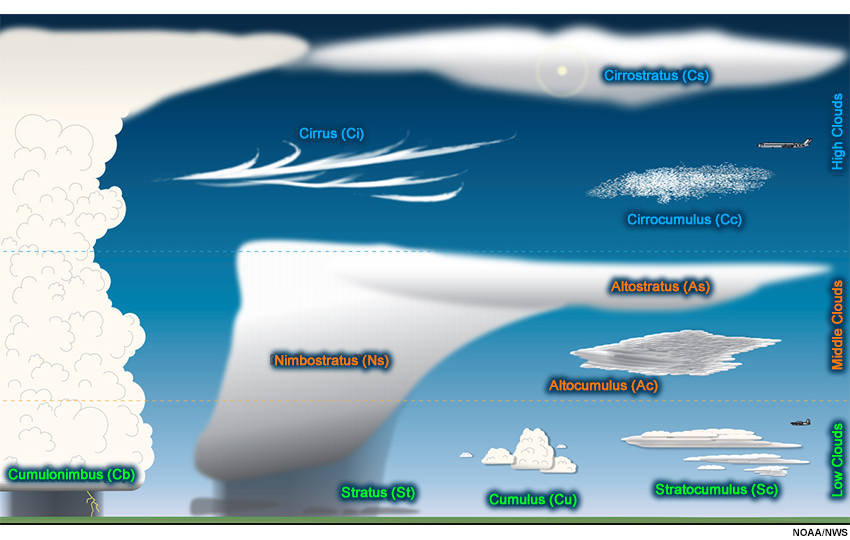 Cirrostratus (Cs)
High Clouds
Cirrus (Ci)
Cirrocumulus (Cc)
Altostratus (As)
Middle Clouds
Nimbostratus (Ns)
Altocumulus (Ac)
Low Clouds
Cumulonimbus (Cb)
Stratus (St)
Cumulus (Cu)
Stratocumulus (Sc)
NOAA/NWS